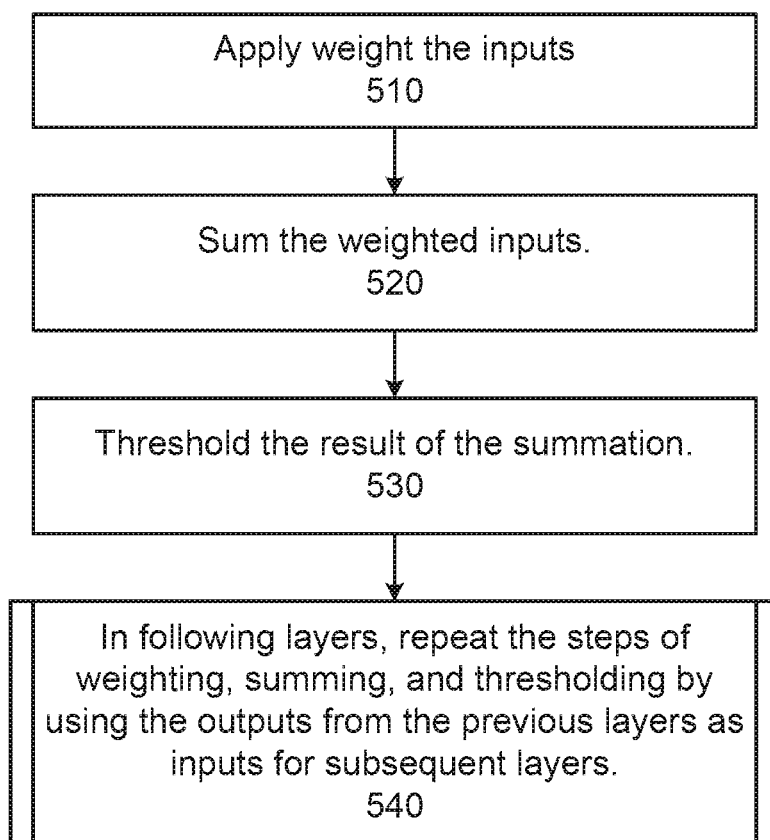 Apply weight the inputs
510
Sum the weighted inputs.
520
Threshold the result of the summation.
530
In following layers, repeat the steps of
weighting, summing, and thresholding by
using the outputs from the previous layers as
inputs for subsequent layers.
540